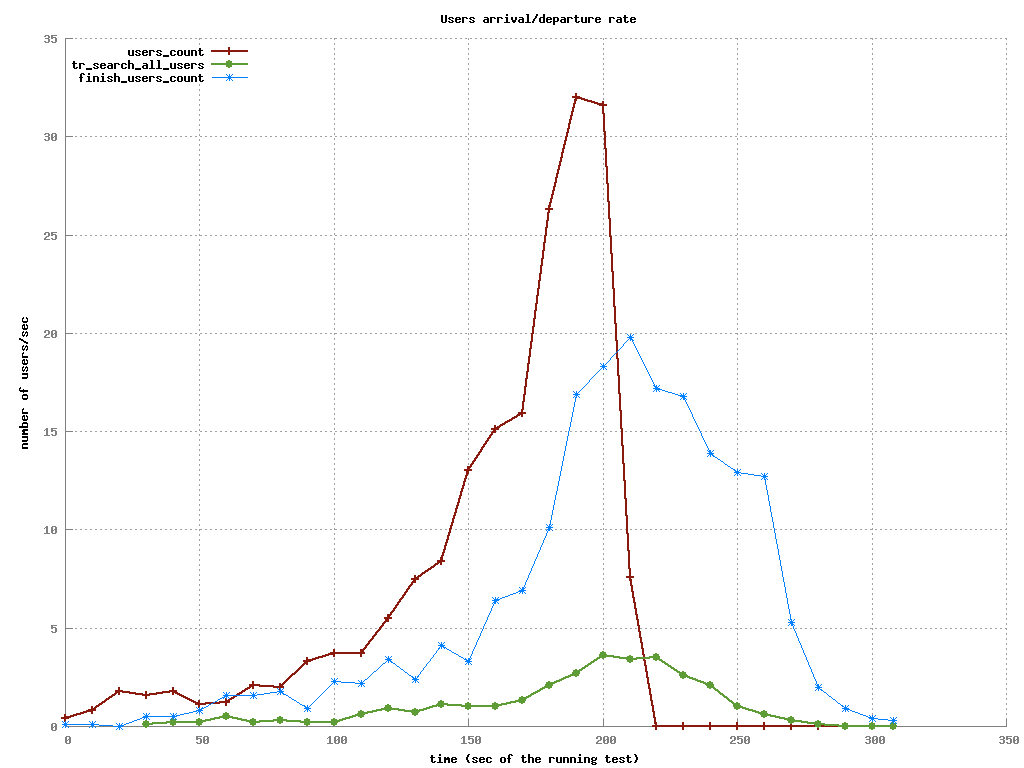 Users arrival/departure rate
users_count
tr_search_all_users
finish_users_count
number of users/sec
35
30
25
20
15
10
5
0
0 50 100 150 200 250 300 350
time (sec of the running test)